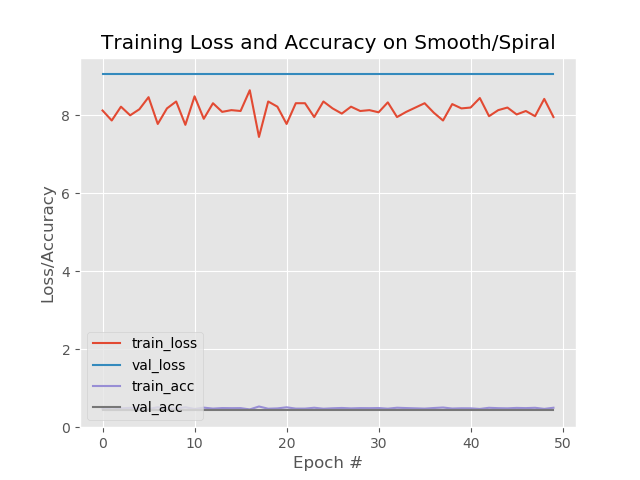 Training Loss and Accuracy on Smooth/Spiral
Loss/Accuracy
8
6
4
2
0
train_loss
val_loss
train_acc
val_acc
0 10 20 30 40 50
Epoch #